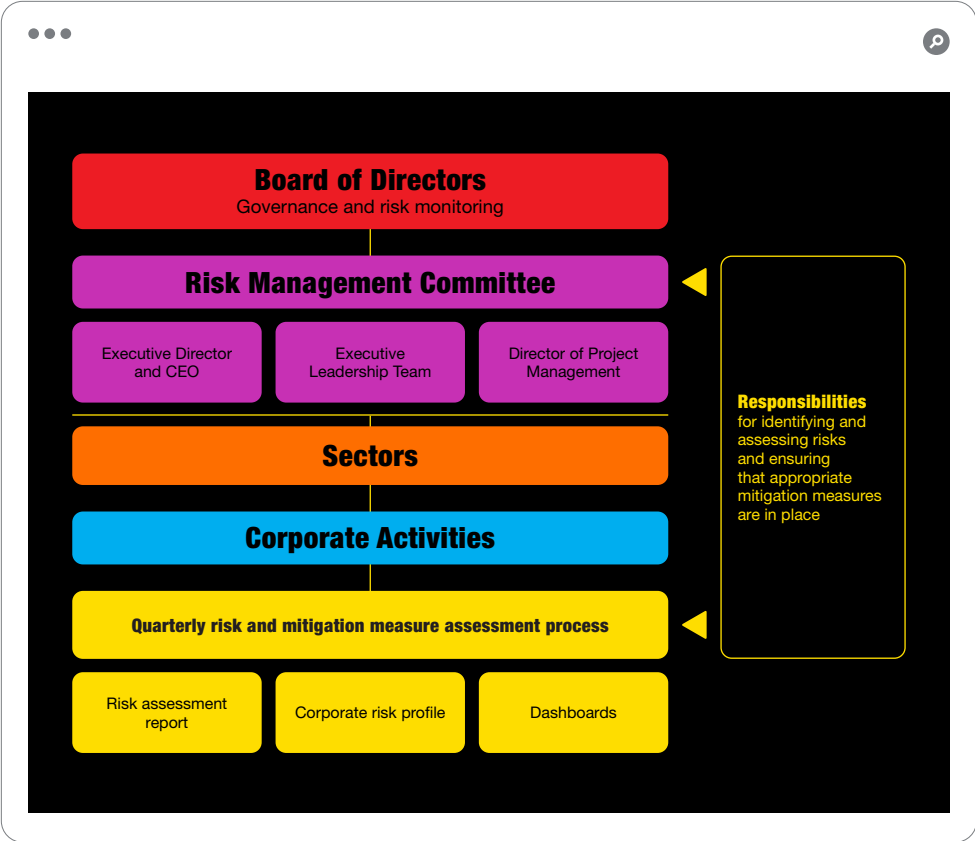 Board of Directors
Governance and risk monitoring
Risk Management Committee
Executive Director
and CEO
Executive
Leadership Team
Director of Project
Management
Sectors
Corporate Activities
Quarterly risk and mitigation measure assessment process
Risk assessment
report
Corporate risk profile
Dashboards
Responsibilities
for identifying and
assessing risks
and ensuring
that appropriate
mitigation measures
are in place